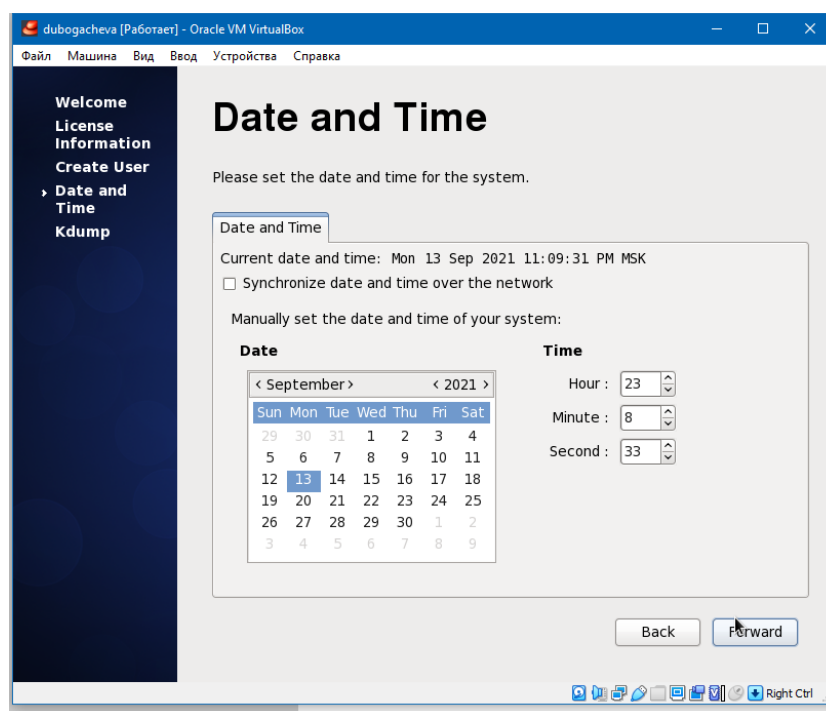 dubogacheva [Работает] - Oracle VM VirtualBox
Файл Машина Вид Ввод Устройства Справка
Welcome
License
Information
Create User
Date and
Time
Kdump
Date and Time
Please set the date and time for the system.
Date and Time
Current date and time: Mon 13 Sep 2021 11:09:31 PM MSK
Synchronize date and time over the network
Manually set the date and time of your system:
Date
< September >  < 2021 >
Sun Mon Tue Wed Thu Fri Sat
29 30 31 1 2 3 4
5 6 7 8 9 10 11
12 13 14 15 16 17 18
19 20 21 22 23 24 25
26 27 28 29 30 1 2
3 4 5 6 7 8 9
Time
Hour : 23
Minute : 8
Second : 33
Back Forward
Right Ctrl